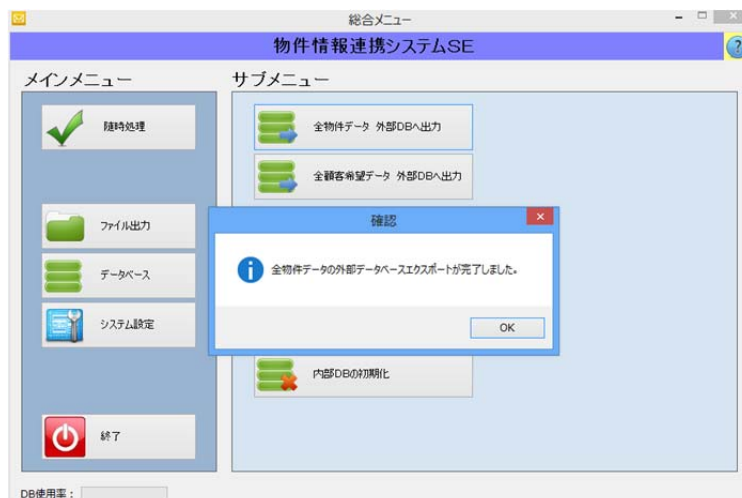 総合メニュー
物件情報連携システムSE
?
メインメニュー
サブメニュー
随時処理
全物件データ 外部DBへ出力
全顧客希望データ 外部DBへ出力
ファイル出力
確認
データベース
全物件データの外部データベースエクスポートが完了しました。
システム設定
OK
内部DBの初期化
終了
DB使用率：